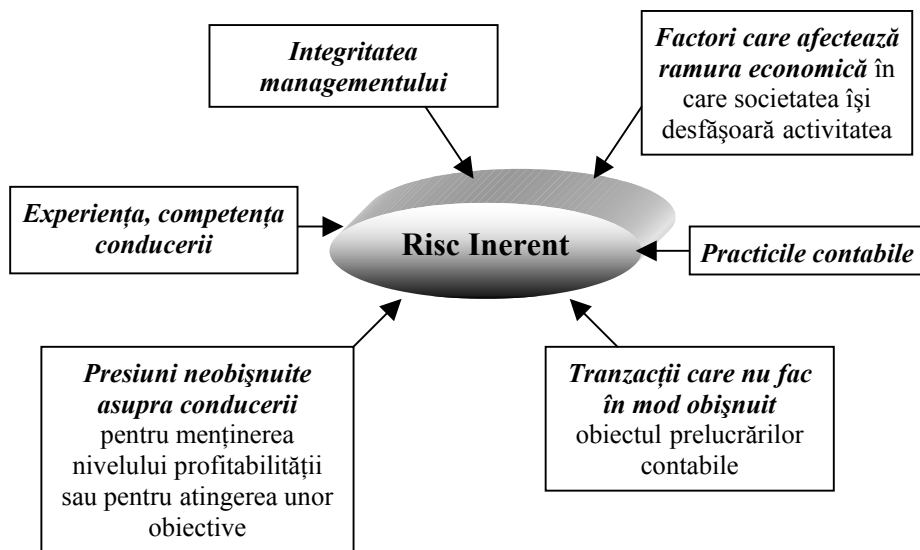 Integritatea
managementului
Factori care afectează
ramura economică în
care societatea îşi
desfăşoară activitatea
Experiența, competența
conducerii
Risc Inerent
Practicile contabile
Presiuni neobişnuite
asupra conducerii
pentru menținerea
nivelului profitabilității
sau pentru atingerea unor
obiective
Tranzacții care nu fac
în mod obişnuit
obiectul prelucrărilor
contabile